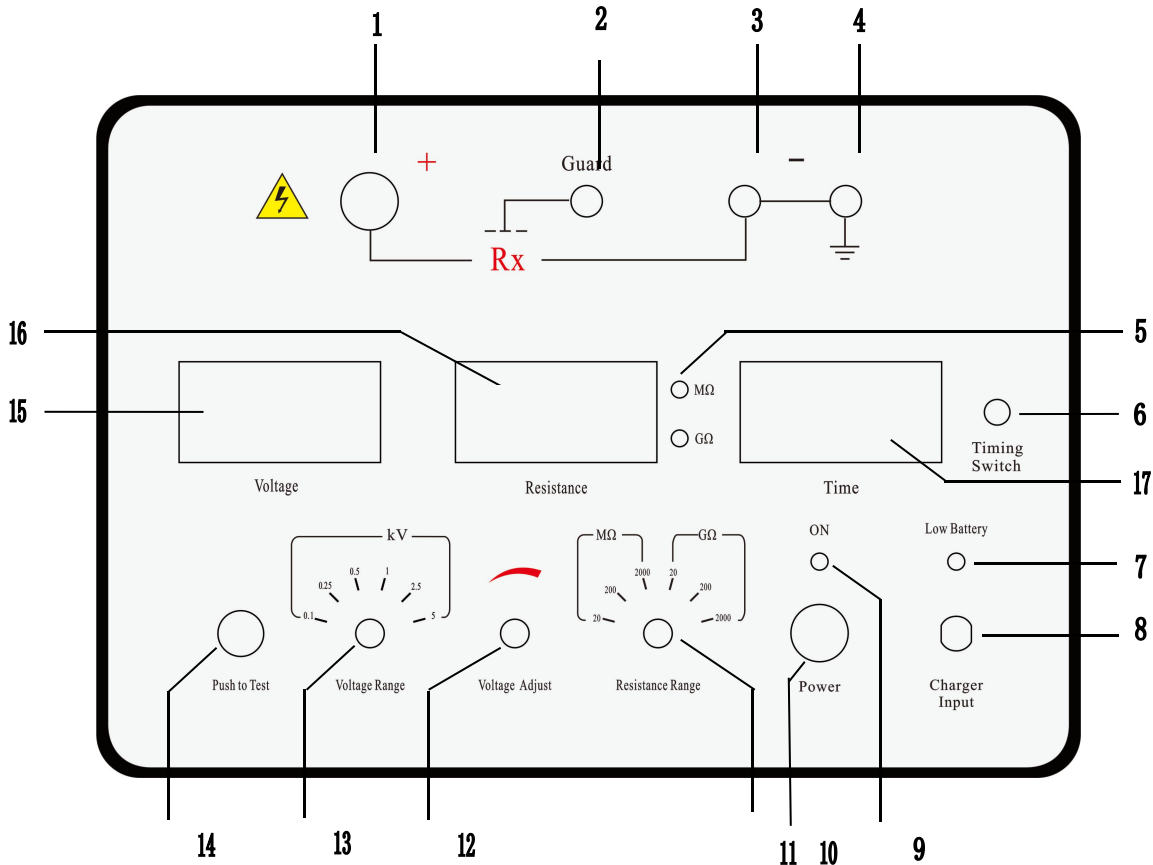 1
2
3
4
+
Guard
−
Rx
16
5
MΩ
15
6
GΩ
Timing
Switch
17
Voltage
Resistance
Time
kV
MΩ
GΩ
ON
Low Battery
0.1
0.25
0.5
1
2.5
5
20
200
2000
20
200
2000
7
8
Push to Test
Voltage Range
Voltage Adjust
Resistance Range
Power
Charger
Input
14
13
12
11
10
9